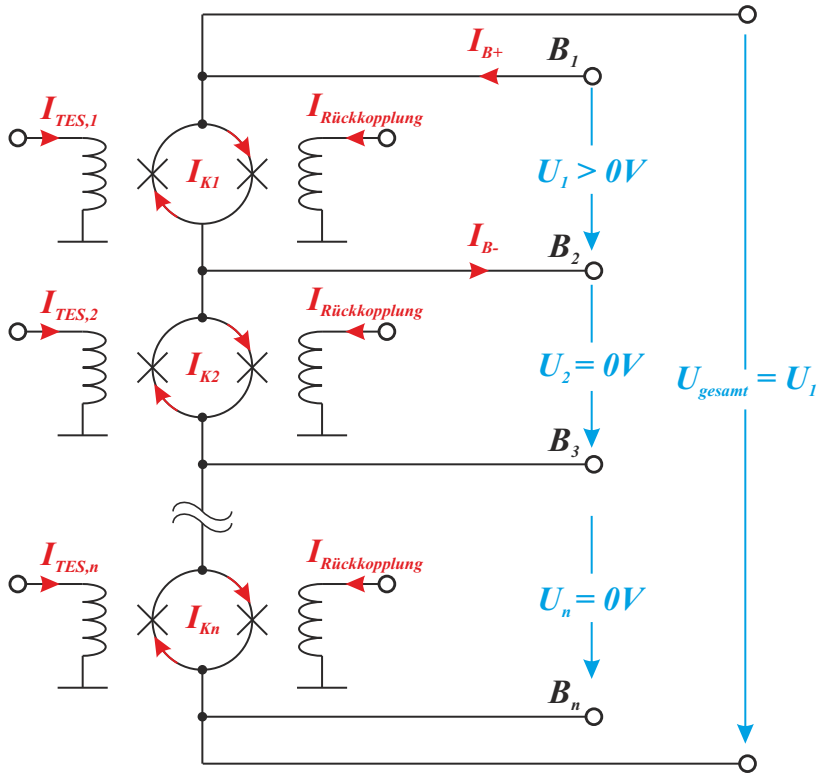 I_B+ B_1
I_TES,1 I_Rückkopplung
I_K1 U_1 > 0V
I_B- B_2
I_TES,2 I_Rückkopplung
I_K2 U_2 = 0V U_gesamt = U_1
B_3
I_TES,n I_Rückkopplung
I_Kn U_n = 0V
B_n